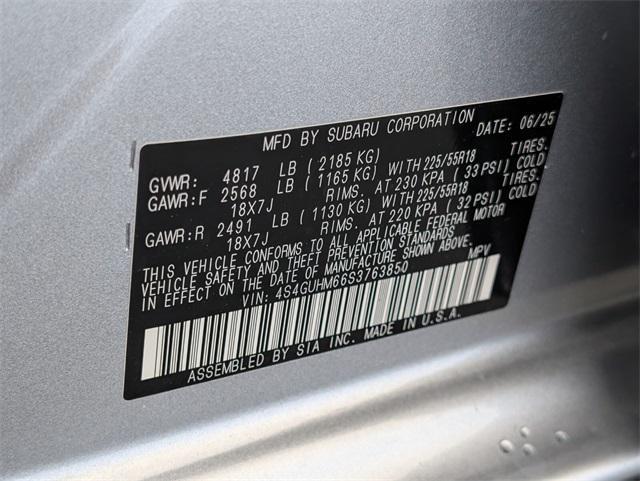 MFD BY SUBARU CORPORATION DATE: 06/25
GVWR: 4817 LB (2185 KG)
GAWR:F 2568 LB (1165 KG) WITH 225/55R18 TIRES.
18X7J RIMS. AT 230 KPA ( 33 PSI) COLD
GAWR:R 2491 LB (1130 KG) WITH 225/55R18 TIRES.
18X7J RIMS. AT 220 KPA ( 32 PSI) COLD
THIS VEHICLE CONFORMS TO ALL APPLICABLE FEDERAL MOTOR
VEHICLE SAFETY AND THEFT PREVENTION STANDARDS
IN EFFECT ON THE DATE OF MANUFACTURE SHOWN ABOVE.
VIN: 4S4GUHM66S3763850 MPV
ASSEMBLED BY SIA INC. MADE IN U.S.A.